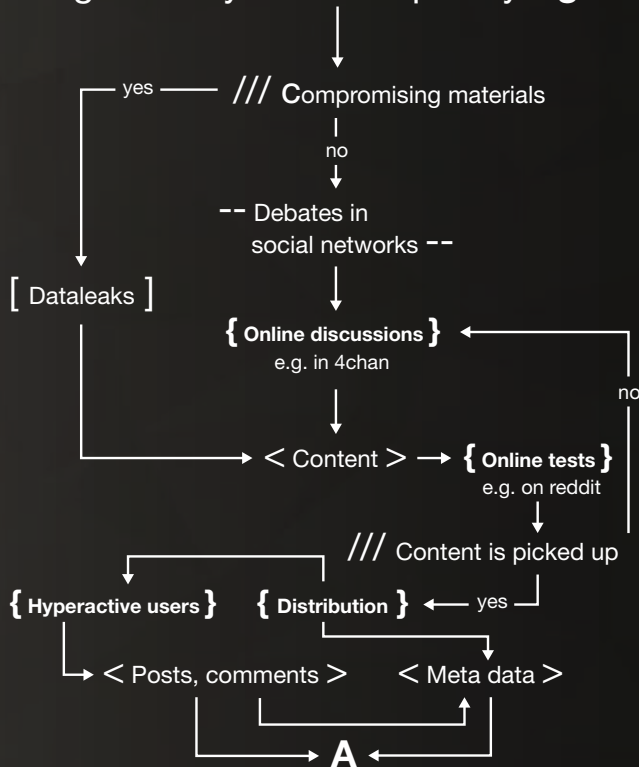 /// Compromising materials
yes
no
-- Debates in
social networks --
[ Dataleaks ]
{ Online discussions }
e.g. in 4chan
no
< Content >
{ Online tests }
e.g. on reddit
/// Content is picked up
{ Hyperactive users }
{ Distribution }
yes
< Posts, comments >
< Meta data >
A